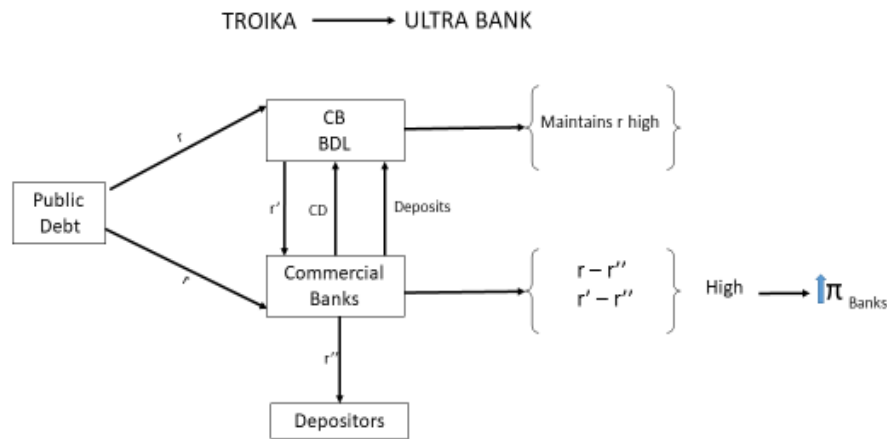 TROIKA ULTRA BANK
CB
BDL
Maintains r high
r
Public
Debt
r'
CD
Deposits
r
Commercial
Banks
r – r''
r' – r''
High
π Banks
r''
Depositors